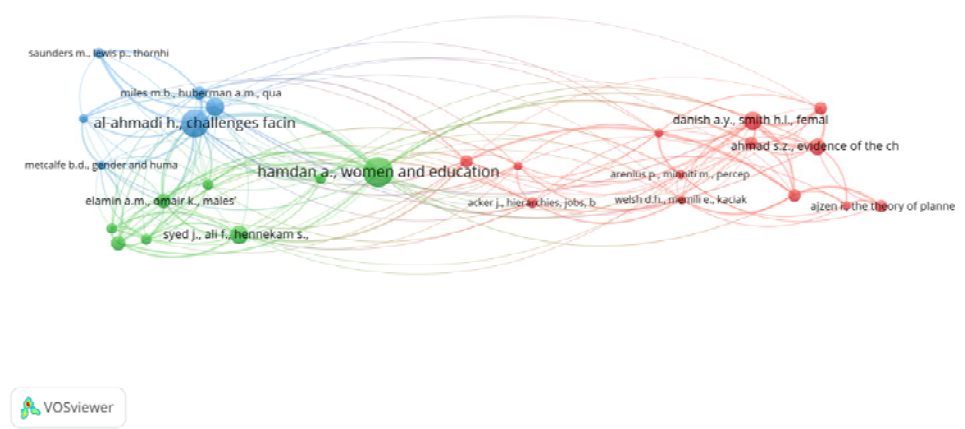 saunders m., lewis p., thornhi
miles m.b., huberman a.m., qua
al-ahmadi h., challenges facin
danish a.y., smith h.l., femal
ahmad s.z., evidence of the ch
metcalfe b.d., gender and huma
hamdan a., women and education
arenius p., minniti m., percep
elamin a.m., omair k., males'
acker j., hierarchies, jobs, b
welsh d.h., memili e., kaciak
ajzen i., the theory of planne
syed j., ali f., hennekam s.,
VOSviewer